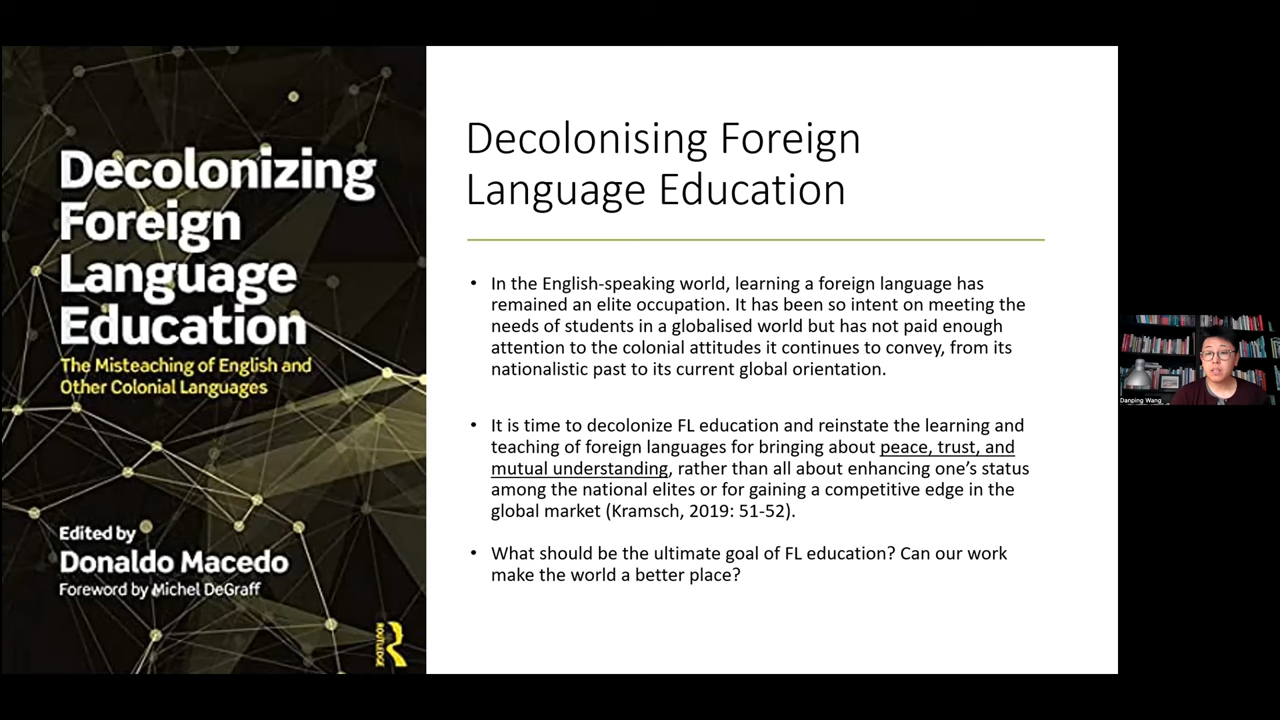 Decolonizing
Foreign
Language
Education
The Misteaching of English and
Other Colonial Languages
Edited by
Donaldo Macedo
Foreword by Michel DeGraff
ROUTLEDGE
Decolonising Foreign
Language Education
• In the English-speaking world, learning a foreign language has
remained an elite occupation. It has been so intent on meeting the
needs of students in a globalised world but has not paid enough
attention to the colonial attitudes it continues to convey, from its
nationalistic past to its current global orientation.
• It is time to decolonize FL education and reinstate the learning and
teaching of foreign languages for bringing about peace, trust, and
mutual understanding, rather than all about enhancing one's status
among the national elites or for gaining a competitive edge in the
global market (Kramsch, 2019: 51-52).
• What should be the ultimate goal of FL education? Can our work
make the world a better place?
Danping Wang